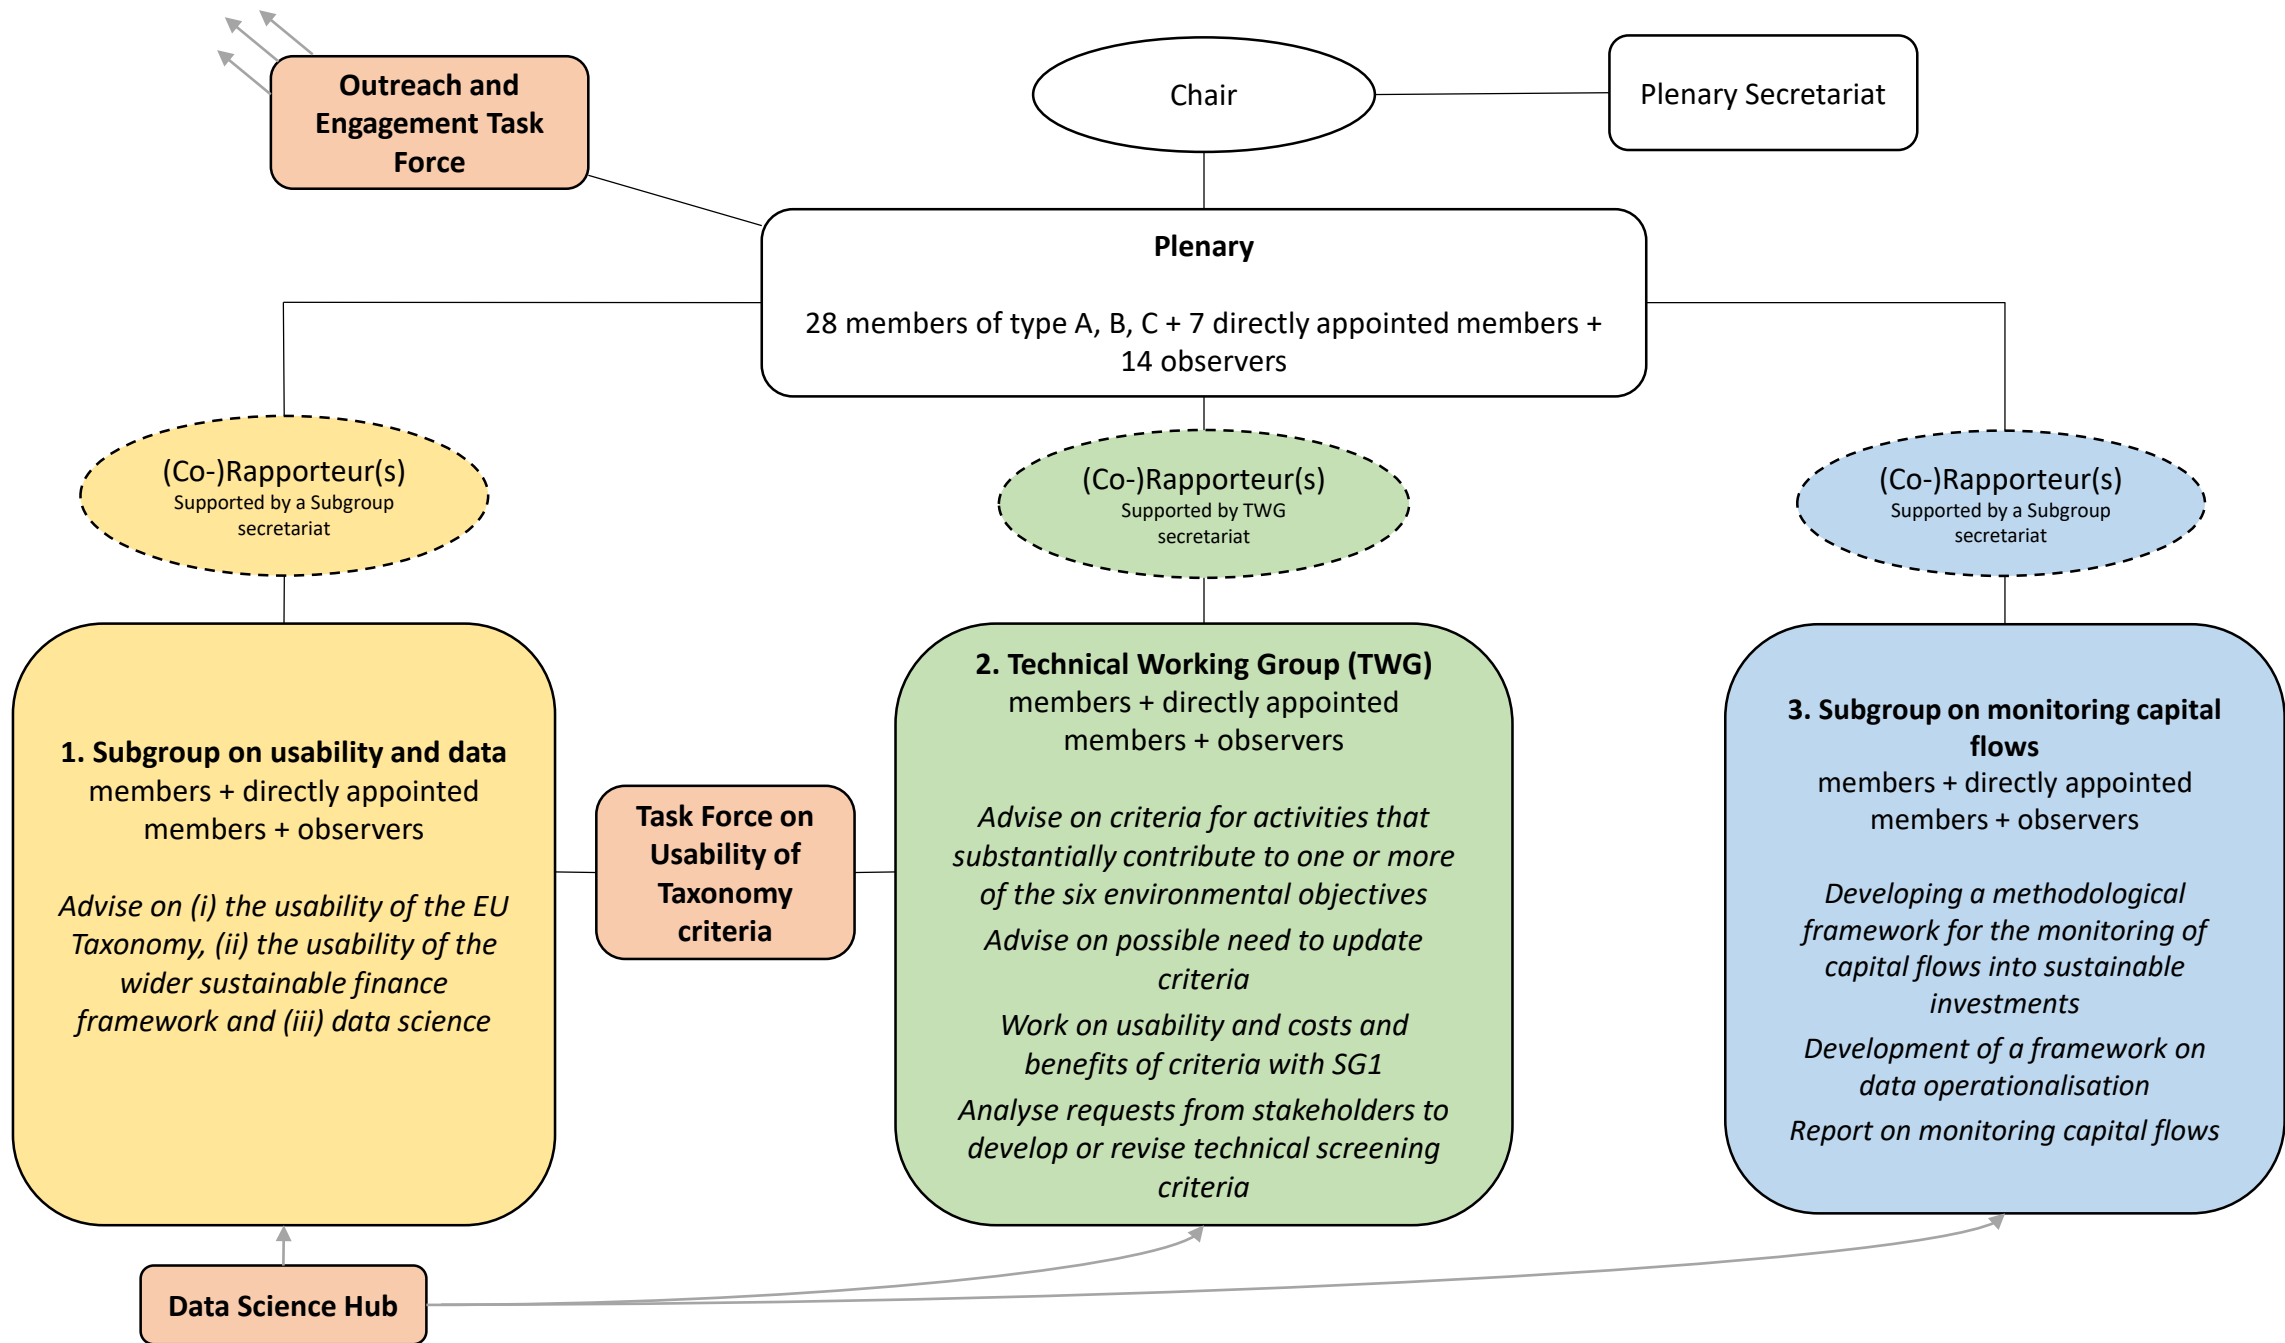 Outreach and
Engagement Task
Force
Chair
Plenary Secretariat
Plenary
28 members of type A, B, C + 7 directly appointed members +
14 observers
(Co-)Rapporteur(s)
Supported by a Subgroup
secretariat
(Co-)Rapporteur(s)
Supported by TWG
secretariat
(Co-)Rapporteur(s)
Supported by a Subgroup
secretariat
1. Subgroup on usability and data
members + directly appointed
members + observers
Advise on (i) the usability of the EU
Taxonomy, (ii) the usability of the
wider sustainable finance
framework and (iii) data science
Task Force on
Usability of
Taxonomy
criteria
2. Technical Working Group (TWG)
members + directly appointed
members + observers
Advise on criteria for activities that
substantially contribute to one or more
of the six environmental objectives
Advise on possible need to update
criteria
Work on usability and costs and
benefits of criteria with SG1
Analyse requests from stakeholders to
develop or revise technical screening
criteria
3. Subgroup on monitoring capital
flows
members + directly appointed
members + observers
Developing a methodological
framework for the monitoring of
capital flows into sustainable
investments
Development of a framework on
data operationalisation
Report on monitoring capital flows
Data Science Hub